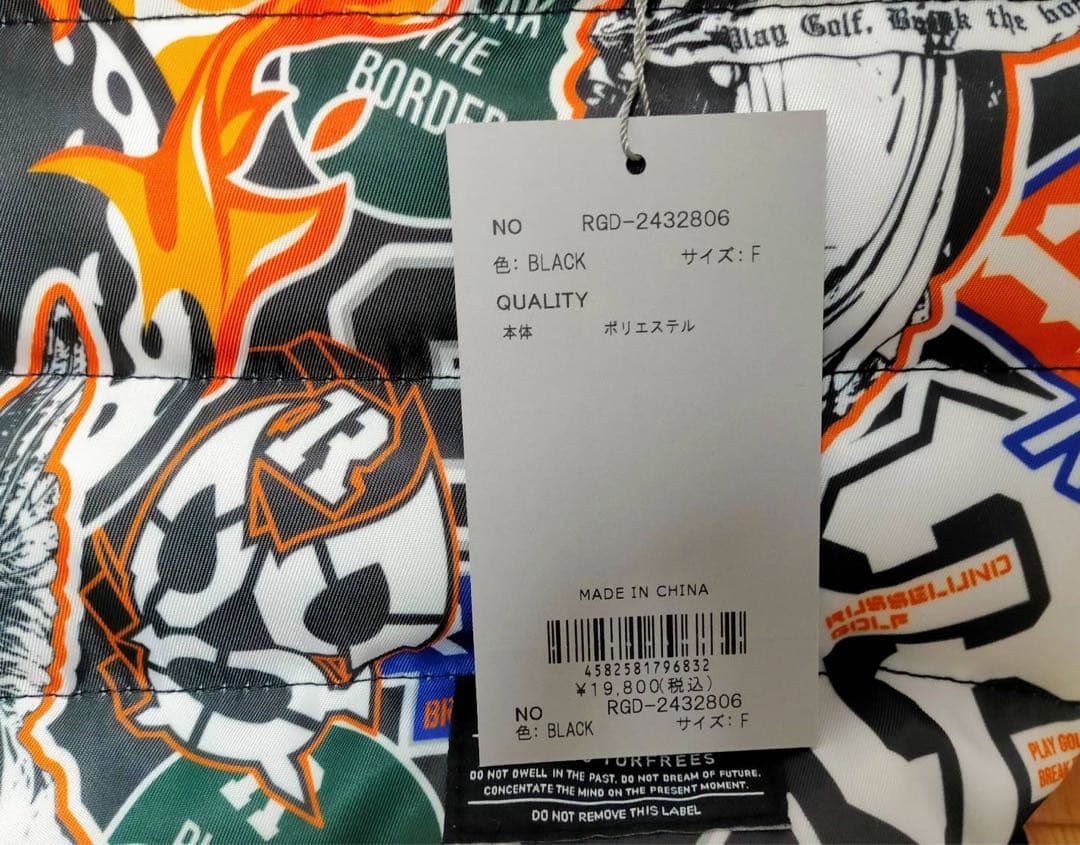 THE
BORDER
Play Golf. Break the bor
NO RGD-2432806
色: BLACK サイズ: F
QUALITY
本体 ポリエステル
MADE IN CHINA
4582581796832
¥19,800(税込)
NO RGD-2432806
色: BLACK サイズ: F
R
RUSSELUNO
GOLF
PLAY GOL
BREAK
TURFREES
DO NOT DWELL IN THE PAST, DO NOT DREAM OF FUTURE.
CONCENTATE THE MIND ON THE PRESENT MOMENT.
DO NOT REMOVE THIS LABEL